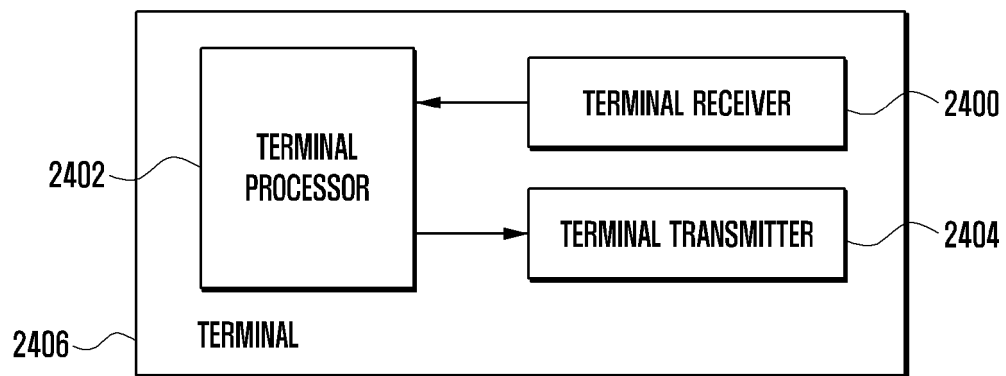 TERMINAL RECEIVER
2400
TERMINAL
PROCESSOR
2402
TERMINAL TRANSMITTER
2404
TERMINAL
2406